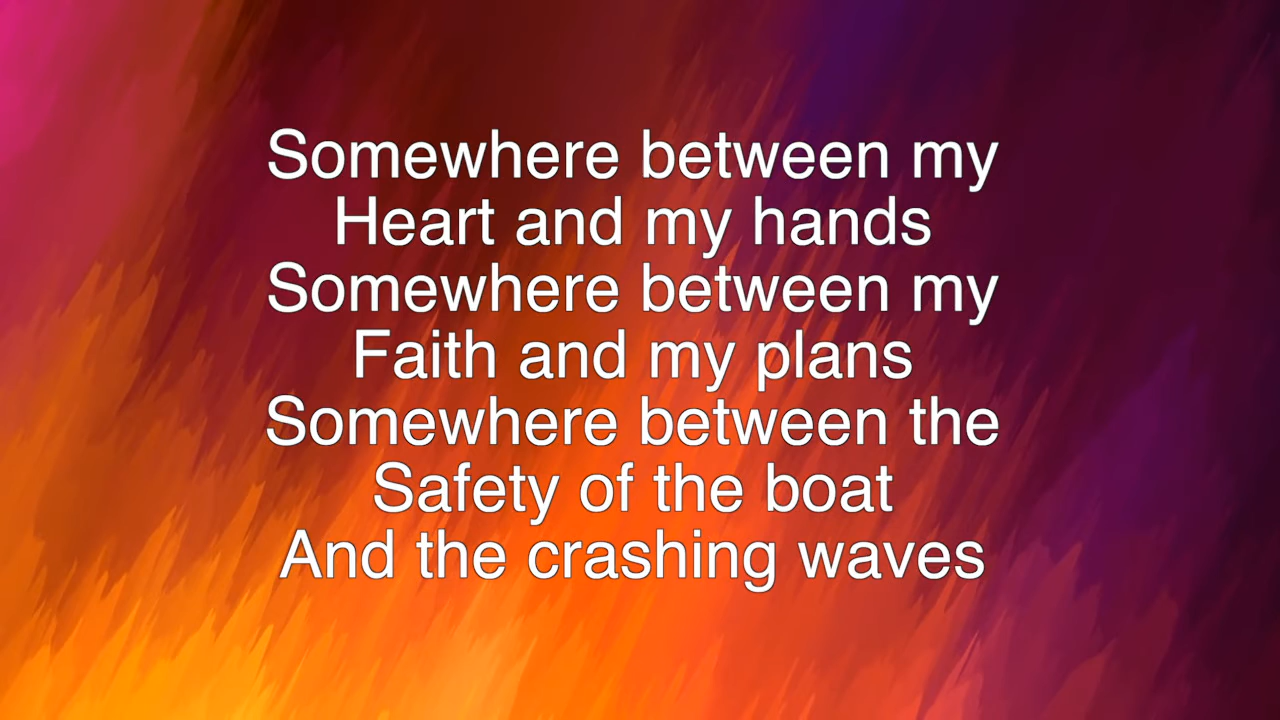 Somewhere between my
Heart and my hands
Somewhere between my
Faith and my plans
Somewhere between the
Safety of the boat
And the crashing waves